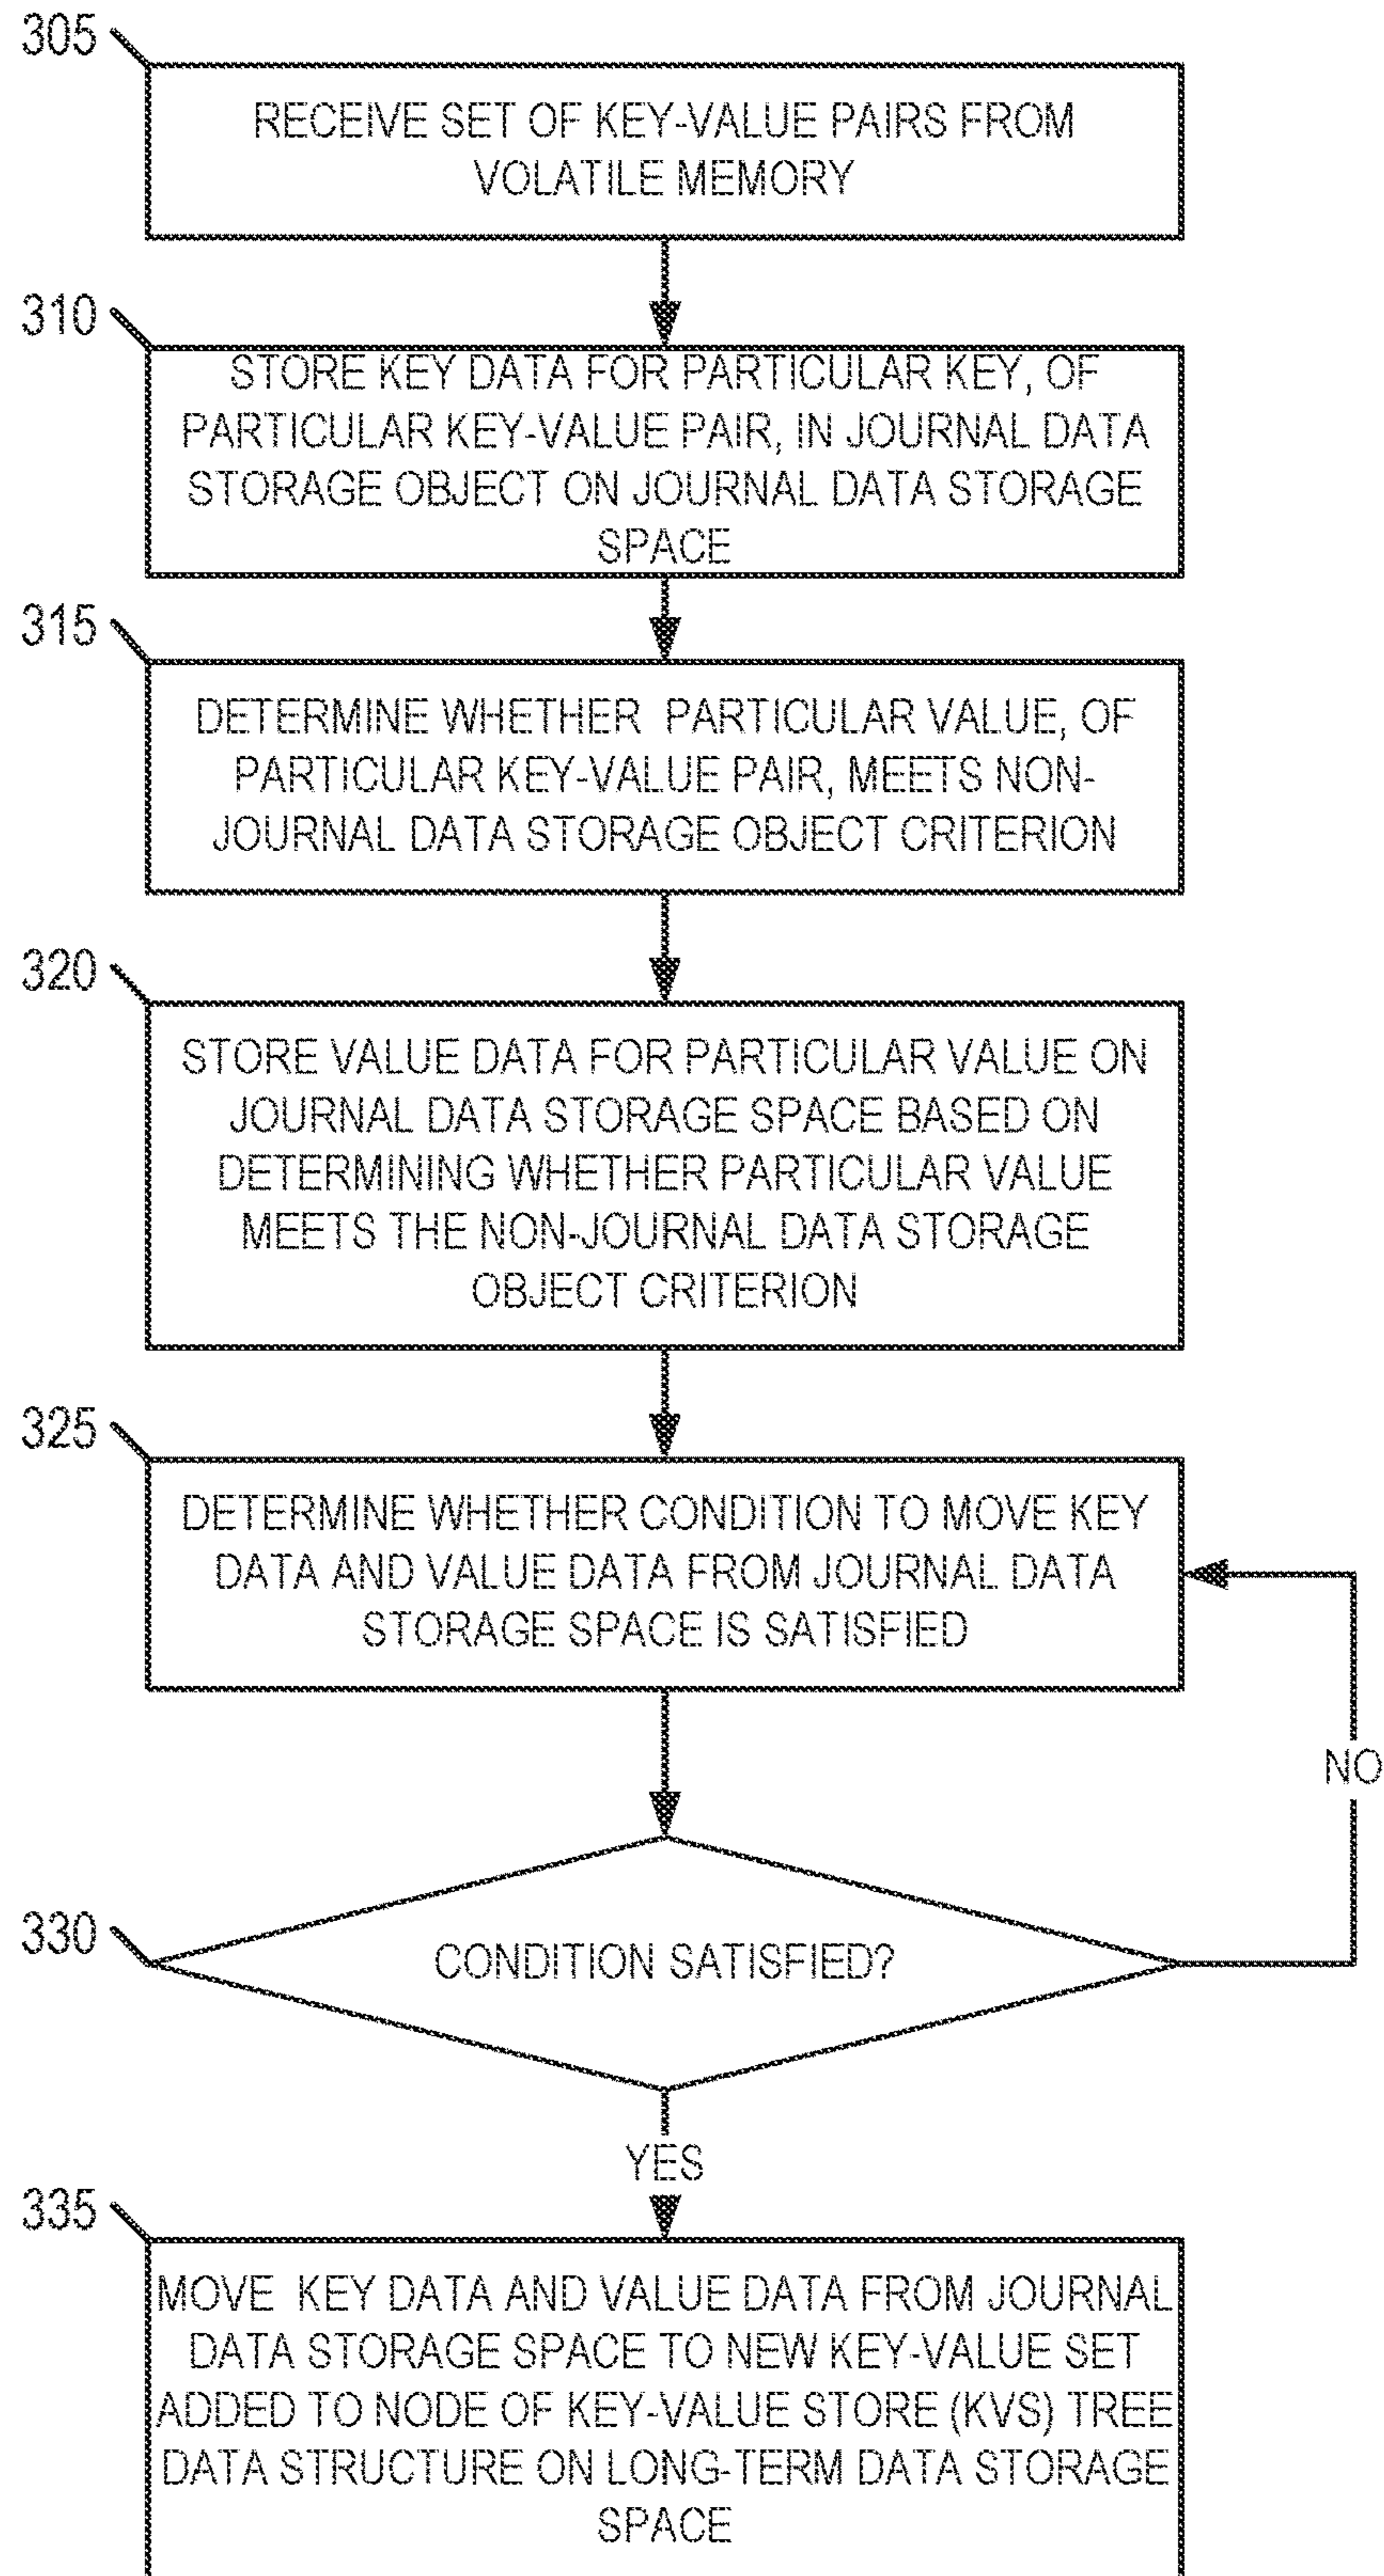 305
RECEIVE SET OF KEY-VALUE PAIRS FROM
VOLATILE MEMORY
310
STORE KEY DATA FOR PARTICULAR KEY, OF
PARTICULAR KEY-VALUE PAIR, IN JOURNAL DATA
STORAGE OBJECT ON JOURNAL DATA STORAGE
SPACE
315
DETERMINE WHETHER PARTICULAR VALUE, OF
PARTICULAR KEY-VALUE PAIR, MEETS NON-
JOURNAL DATA STORAGE OBJECT CRITERION
320
STORE VALUE DATA FOR PARTICULAR VALUE ON
JOURNAL DATA STORAGE SPACE BASED ON
DETERMINING WHETHER PARTICULAR VALUE
MEETS THE NON-JOURNAL DATA STORAGE
OBJECT CRITERION
325
DETERMINE WHETHER CONDITION TO MOVE KEY
DATA AND VALUE DATA FROM JOURNAL DATA
STORAGE SPACE IS SATISFIED
NO
330
CONDITION SATISFIED?
YES
335
MOVE KEY DATA AND VALUE DATA FROM JOURNAL
DATA STORAGE SPACE TO NEW KEY-VALUE SET
ADDED TO NODE OF KEY-VALUE STORE (KVS) TREE
DATA STRUCTURE ON LONG-TERM DATA STORAGE
SPACE